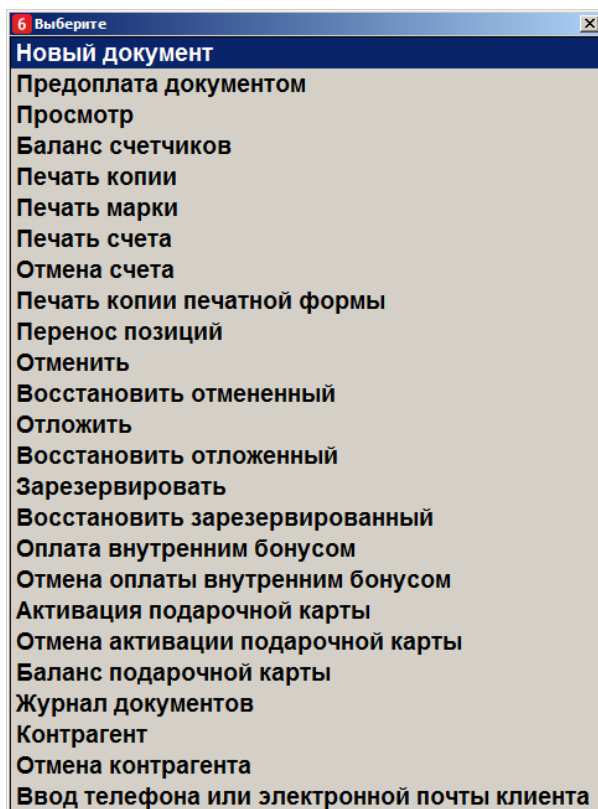 6 Выберите
Новый документ
Предоплата документом
Просмотр
Баланс счетчиков
Печать копии
Печать марки
Печать счета
Отмена счета
Печать копии печатной формы
Перенос позиций
Отменить
Восстановить отмененный
Отложить
Восстановить отложенный
Зарезервировать
Восстановить зарезервированный
Оплата внутренним бонусом
Отмена оплаты внутренним бонусом
Активация подарочной карты
Отмена активации подарочной карты
Баланс подарочной карты
Журнал документов
Контрагент
Отмена контрагента
Ввод телефона или электронной почты клиента